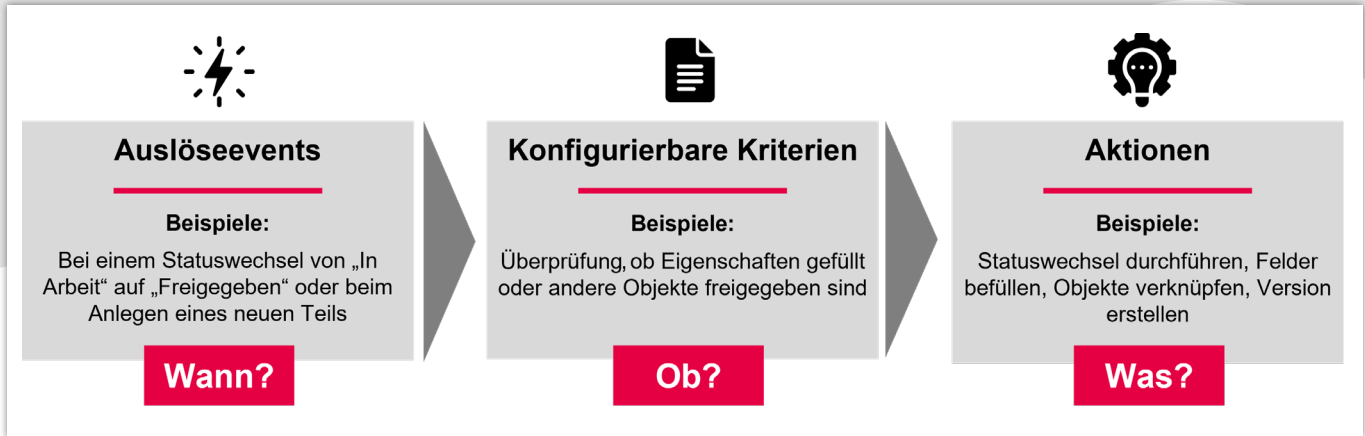 Auslöseevents
Beispiele:
Bei einem Statuswechsel von „In
Arbeit“ auf „Freigegeben“ oder beim
Anlegen eines neuen Teils
Wann?
Konfigurierbare Kriterien
Beispiele:
Überprüfung, ob Eigenschaften gefüllt
oder andere Objekte freigegeben sind
Ob?
Aktionen
Beispiele:
Statuswechsel durchführen, Felder
befüllen, Objekte verknüpfen, Version
erstellen
Was?